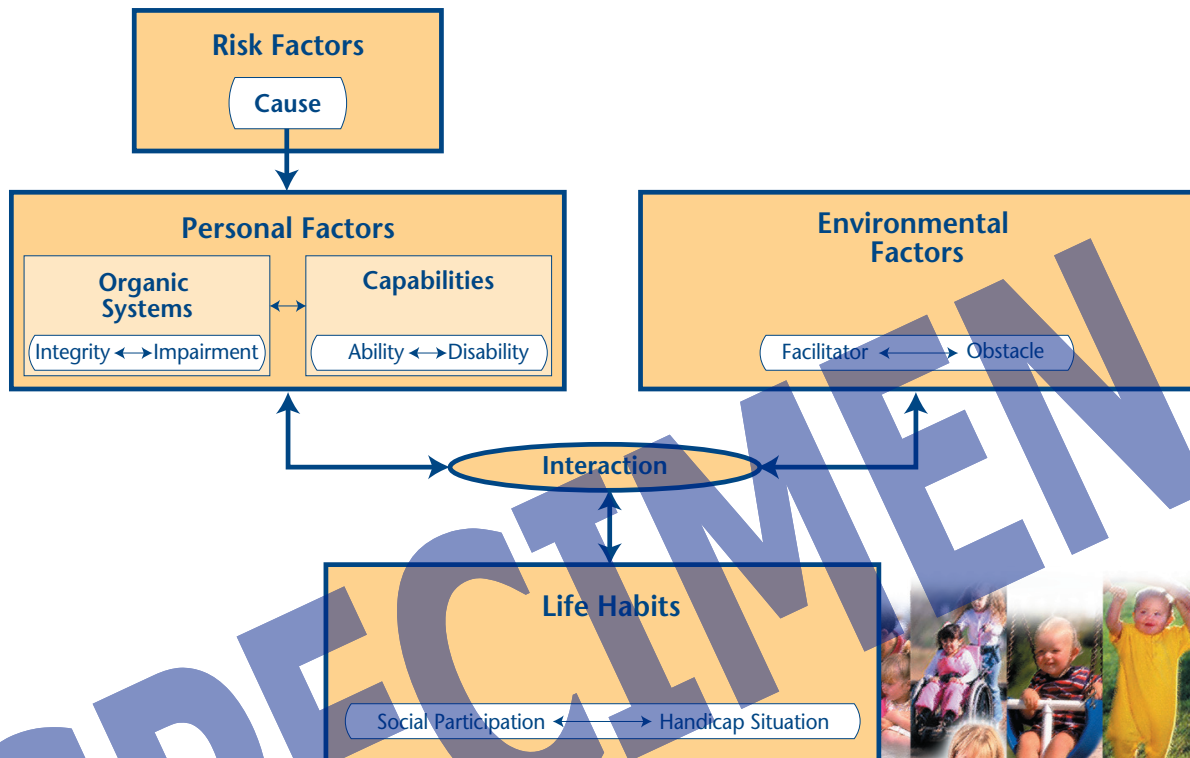 Risk Factors
Cause
Personal Factors
Organic
Systems
Integrity ↔ Impairment
Capabilities
Ability ↔ Disability
Environmental
Factors
Facilitator ↔ Obstacle
Interaction
Life Habits
Social Participation ↔ Handicap Situation
SPECIMEN